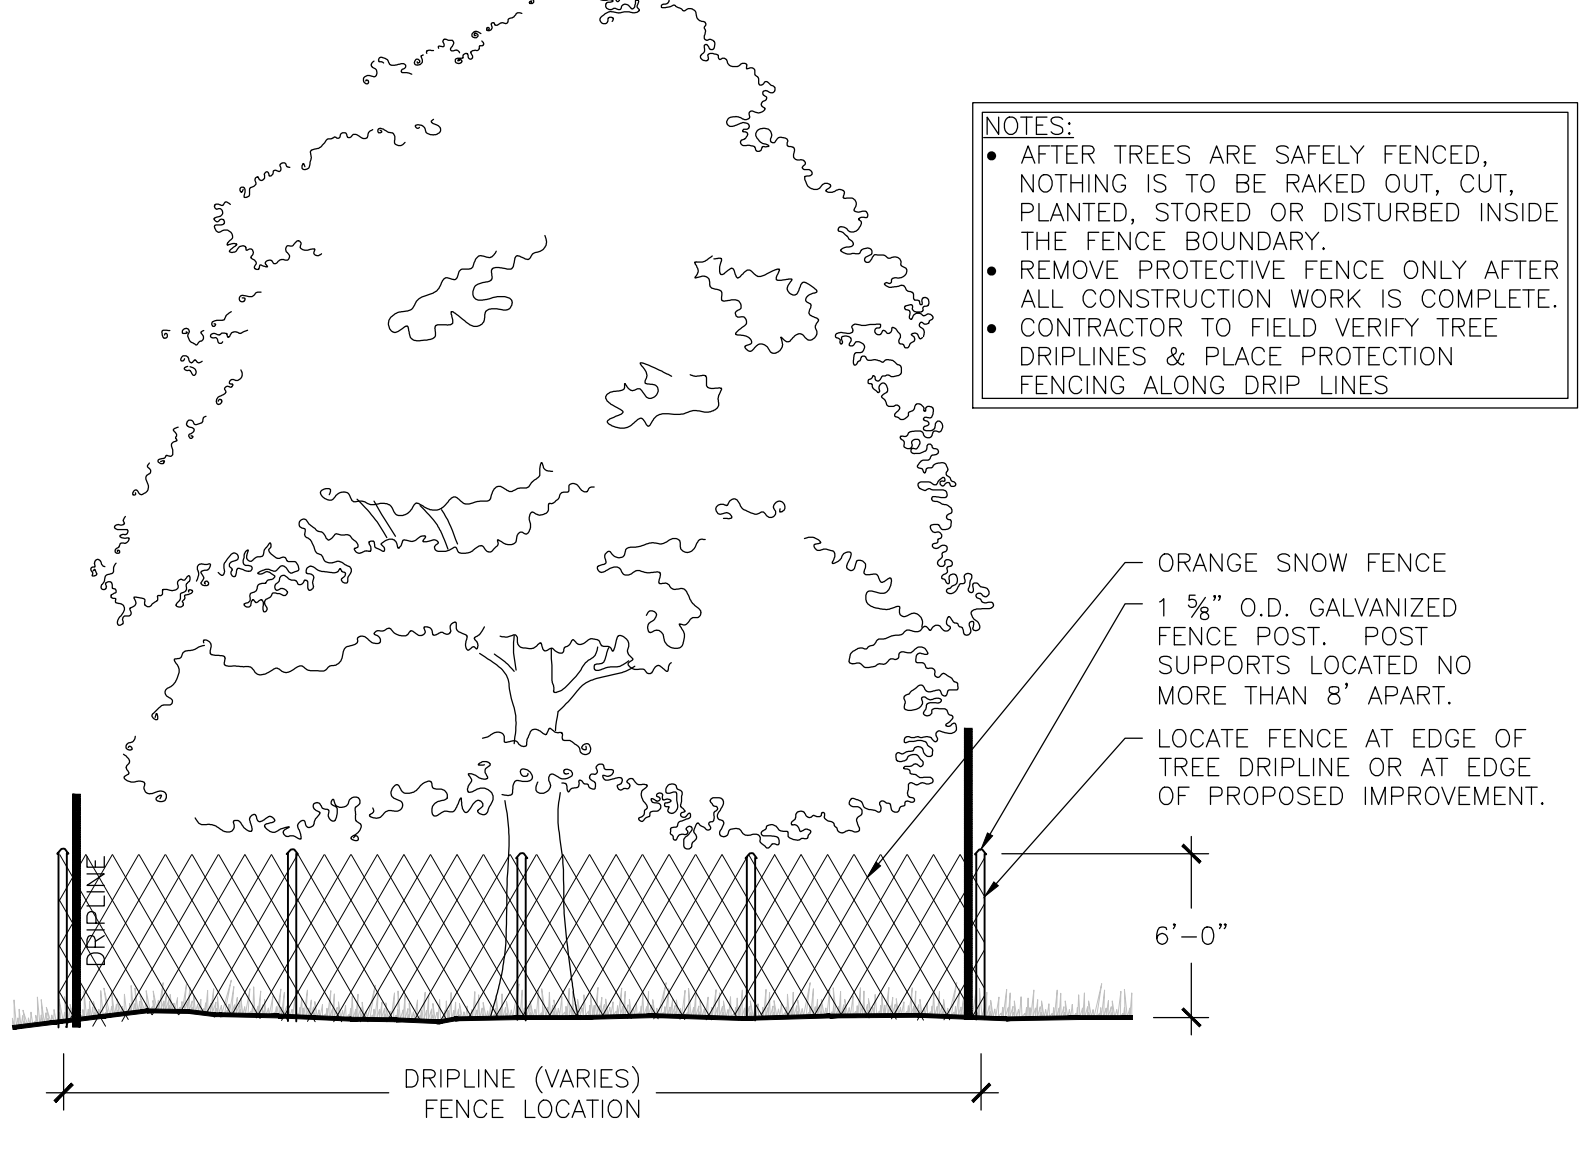 NOTES:
• AFTER TREES ARE SAFELY FENCED,
NOTHING IS TO BE RAKED OUT, CUT,
PLANTED, STORED OR DISTURBED INSIDE
THE FENCE BOUNDARY.
• REMOVE PROTECTIVE FENCE ONLY AFTER
ALL CONSTRUCTION WORK IS COMPLETE.
• CONTRACTOR TO FIELD VERIFY TREE
DRIPLINES & PLACE PROTECTION
FENCING ALONG DRIP LINES
ORANGE SNOW FENCE
1 ⅝" O.D. GALVANIZED
FENCE POST. POST
SUPPORTS LOCATED NO
MORE THAN 8' APART.
LOCATE FENCE AT EDGE OF
TREE DRIPLINE OR AT EDGE
OF PROPOSED IMPROVEMENT.
DRIPLINE
6'-0"
DRIPLINE (VARIES)
FENCE LOCATION